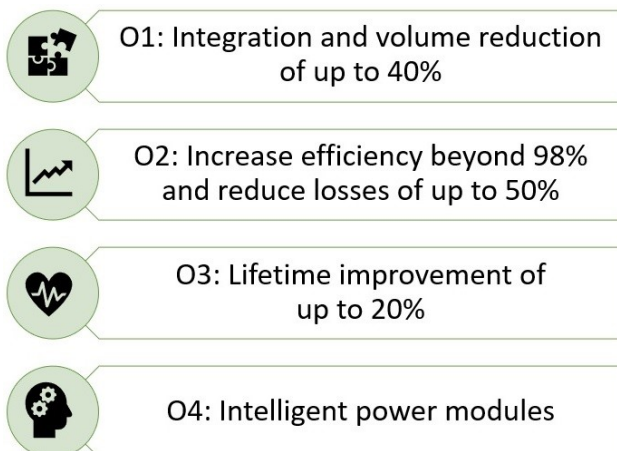 O1: Integration and volume reduction
of up to 40%
O2: Increase efficiency beyond 98%
and reduce losses of up to 50%
O3: Lifetime improvement of
up to 20%
O4: Intelligent power modules